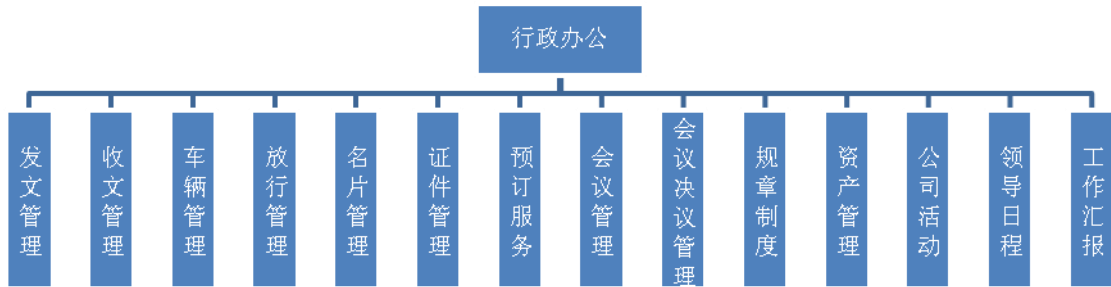 行政办公
发文管理
收文管理
车辆管理
放行管理
名片管理
证件管理
预订服务
会议管理
会议决议管理
规章制度
资产管理
公司活动
领导日程
工作汇报